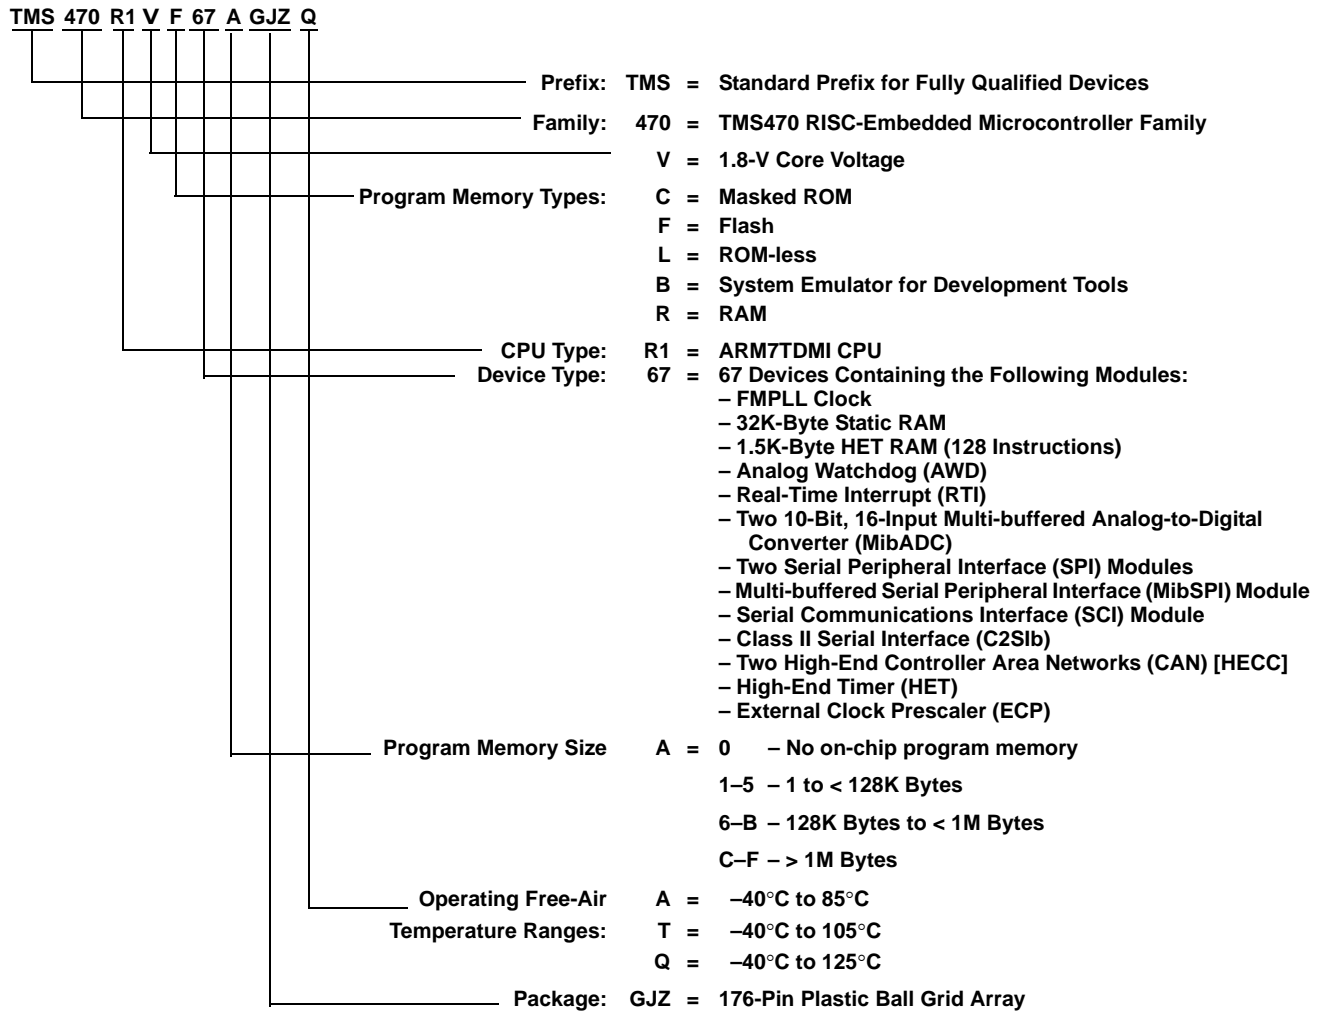 TMS 470 R1 V F 67 A GJZ Q
Prefix: TMS = Standard Prefix for Fully Qualified Devices
Family: 470 = TMS470 RISC-Embedded Microcontroller Family
V = 1.8-V Core Voltage
Program Memory Types: C = Masked ROM
F = Flash
L = ROM-less
B = System Emulator for Development Tools
R = RAM
CPU Type: R1 = ARM7TDMI CPU
Device Type: 67 = 67 Devices Containing the Following Modules:
– FMPLL Clock
– 32K-Byte Static RAM
– 1.5K-Byte HET RAM (128 Instructions)
– Analog Watchdog (AWD)
– Real-Time Interrupt (RTI)
– Two 10-Bit, 16-Input Multi-buffered Analog-to-Digital
Converter (MibADC)
– Two Serial Peripheral Interface (SPI) Modules
– Multi-buffered Serial Peripheral Interface (MibSPI) Module
– Serial Communications Interface (SCI) Module
– Class II Serial Interface (C2SIb)
– Two High-End Controller Area Networks (CAN) [HECC]
– High-End Timer (HET)
– External Clock Prescaler (ECP)
Program Memory Size A = 0 – No on-chip program memory
1–5 – 1 to < 128K Bytes
6–B – 128K Bytes to < 1M Bytes
C–F – > 1M Bytes
Operating Free-Air A = –40°C to 85°C
Temperature Ranges: T = –40°C to 105°C
Q = –40°C to 125°C
Package: GJZ = 176-Pin Plastic Ball Grid Array